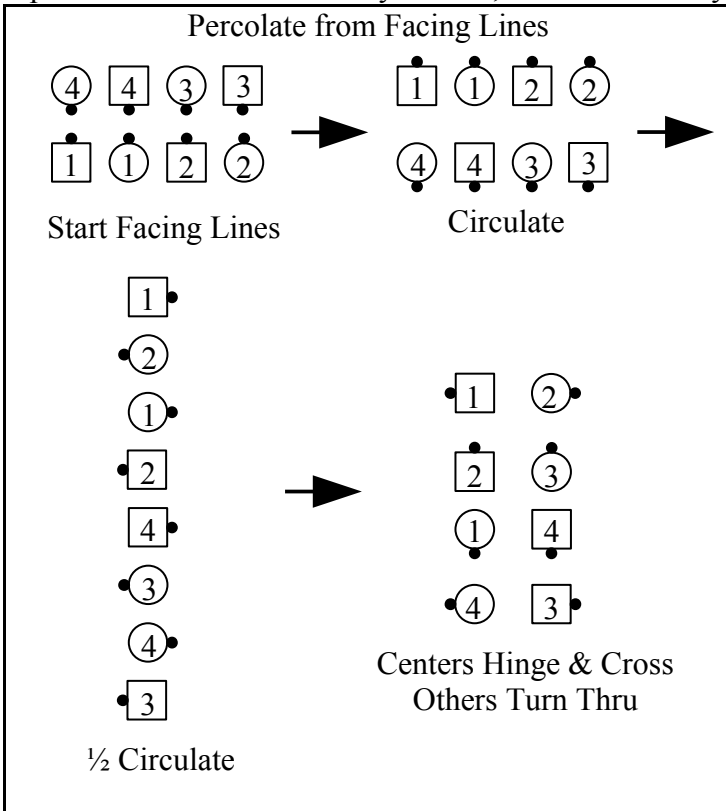 Percolate from Facing Lines
4 4 3 3
1 1 2 2
Start Facing Lines
1 1 2 2
4 4 3 3
Circulate
1
2
1
2
4
3
4
3
½ Circulate
1 2
2 3
1 4
4 3
Centers Hinge & Cross
Others Turn Thru